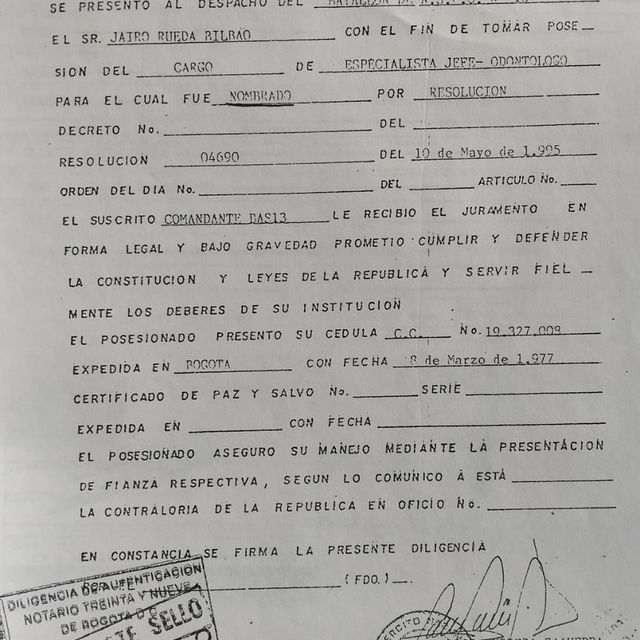 SE PRESENTO AL DESPACHO DEL BATALLON DE
EL SR. JAIRO RUEDA BILBAO CON EL FIN DE TOMAR POSE-
SION DEL CARGO DE ESPECIALISTA JEFE- ODONTOLOGO
PARA EL CUAL FUE NOMBRADO POR RESOLUCION
DECRETO No. DEL
RESOLUCION 04690 DEL 10 de Mayo de 1.995
ORDEN DEL DIA No. DEL ARTICULO No.
EL SUSCRITO COMANDANTE BAS13 LE RECIBIO EL JURAMENTO EN
FORMA LEGAL Y BAJO GRAVEDAD PROMETIO CUMPLIR Y DEFENDER
LA CONSTITUCION Y LEYES DE LA REPUBLICA Y SERVIR FIEL-
MENTE LOS DEBERES DE SU INSTITUCION
EL POSESIONADO PRESENTO SU CEDULA C.C. No. 19.327.008
EXPEDIDA EN BOGOTA CON FECHA 8 de Marzo de 1.977
CERTIFICADO DE PAZ Y SALVO No. SERIE
EXPEDIDA EN CON FECHA
EL POSESIONADO ASEGURO SU MANEJO MEDIANTE LA PRESENTACION
DE FIANZA RESPECTIVA, SEGUN LO COMUNICO A ESTA
LA CONTRALORIA DE LA REPUBLICA EN OFICIO No.
EN CONSTANCIA SE FIRMA LA PRESENTE DILIGENCIA
(FDO.)
DILIGENCIA DE AUTENTICACION
NOTARIO TREINTA Y NUEVE
DE BOGOTA D C
SELLO